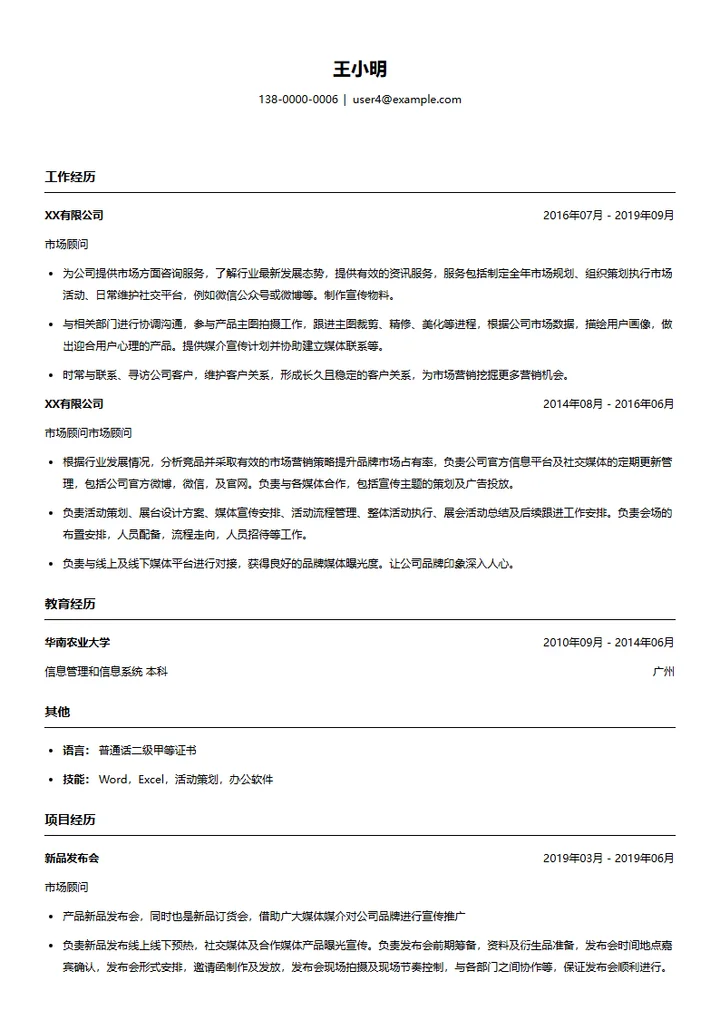 王小明
138-0000-0006 | user4@example.com
工作经历
XX有限公司 2016年07月 - 2019年09月
市场顾问
• 为公司提供市场方面咨询服务，了解行业最新发展态势，提供有效的资讯服务，服务包括制定全年市场规划、组织策划执行市场
活动、日常维护社交平台，例如微信公众号或微博等。制作宣传物料。
• 与相关部门进行协调沟通，参与产品主图拍摄工作，跟进主图裁剪、精修、美化等进程，根据公司市场数据，描绘用户画像，做
出迎合用户心理的产品。提供媒介宣传计划并协助建立媒体联系等。
• 时常与联系、寻访公司客户，维护客户关系，形成长久且稳定的客户关系，为市场营销挖掘更多营销机会。
XX有限公司 2014年08月 - 2016年06月
市场顾问市场顾问
• 根据行业发展情况，分析竞品并采取有效的市场营销策略提升品牌市场占有率，负责公司官方信息平台及社交媒体的定期更新管
理，包括公司官方微博，微信，及官网。负责与各媒体合作，包括宣传主题的策划及广告投放。
• 负责活动策划、展台设计方案、媒体宣传安排、活动流程管理、整体活动执行、展会活动总结及后续跟进工作安排。负责会场的
布置安排，人员配备，流程走向，人员招待等工作。
• 负责与线上及线下媒体平台进行对接，获得良好的品牌媒体曝光度。让公司品牌印象深入人心。
教育经历
华南农业大学 2010年09月 - 2014年06月
信息管理和信息系统 本科 广州
其他
• 语言： 普通话二级甲等证书
• 技能： Word，Excel，活动策划，办公软件
项目经历
新品发布会 2019年03月 - 2019年06月
市场顾问
• 产品新品发布会，同时也是新品订货会，借助广大媒体媒介对公司品牌进行宣传推广
• 负责新品发布线上线下预热，社交媒体及合作媒体产品曝光宣传。负责发布会前期筹备，资料及衍生品准备，发布会时间地点嘉
宾确认，发布会形式安排，邀请函制作及发放，发布会现场拍摄及现场节奏控制，与各部门之间协作等，保证发布会顺利进行。